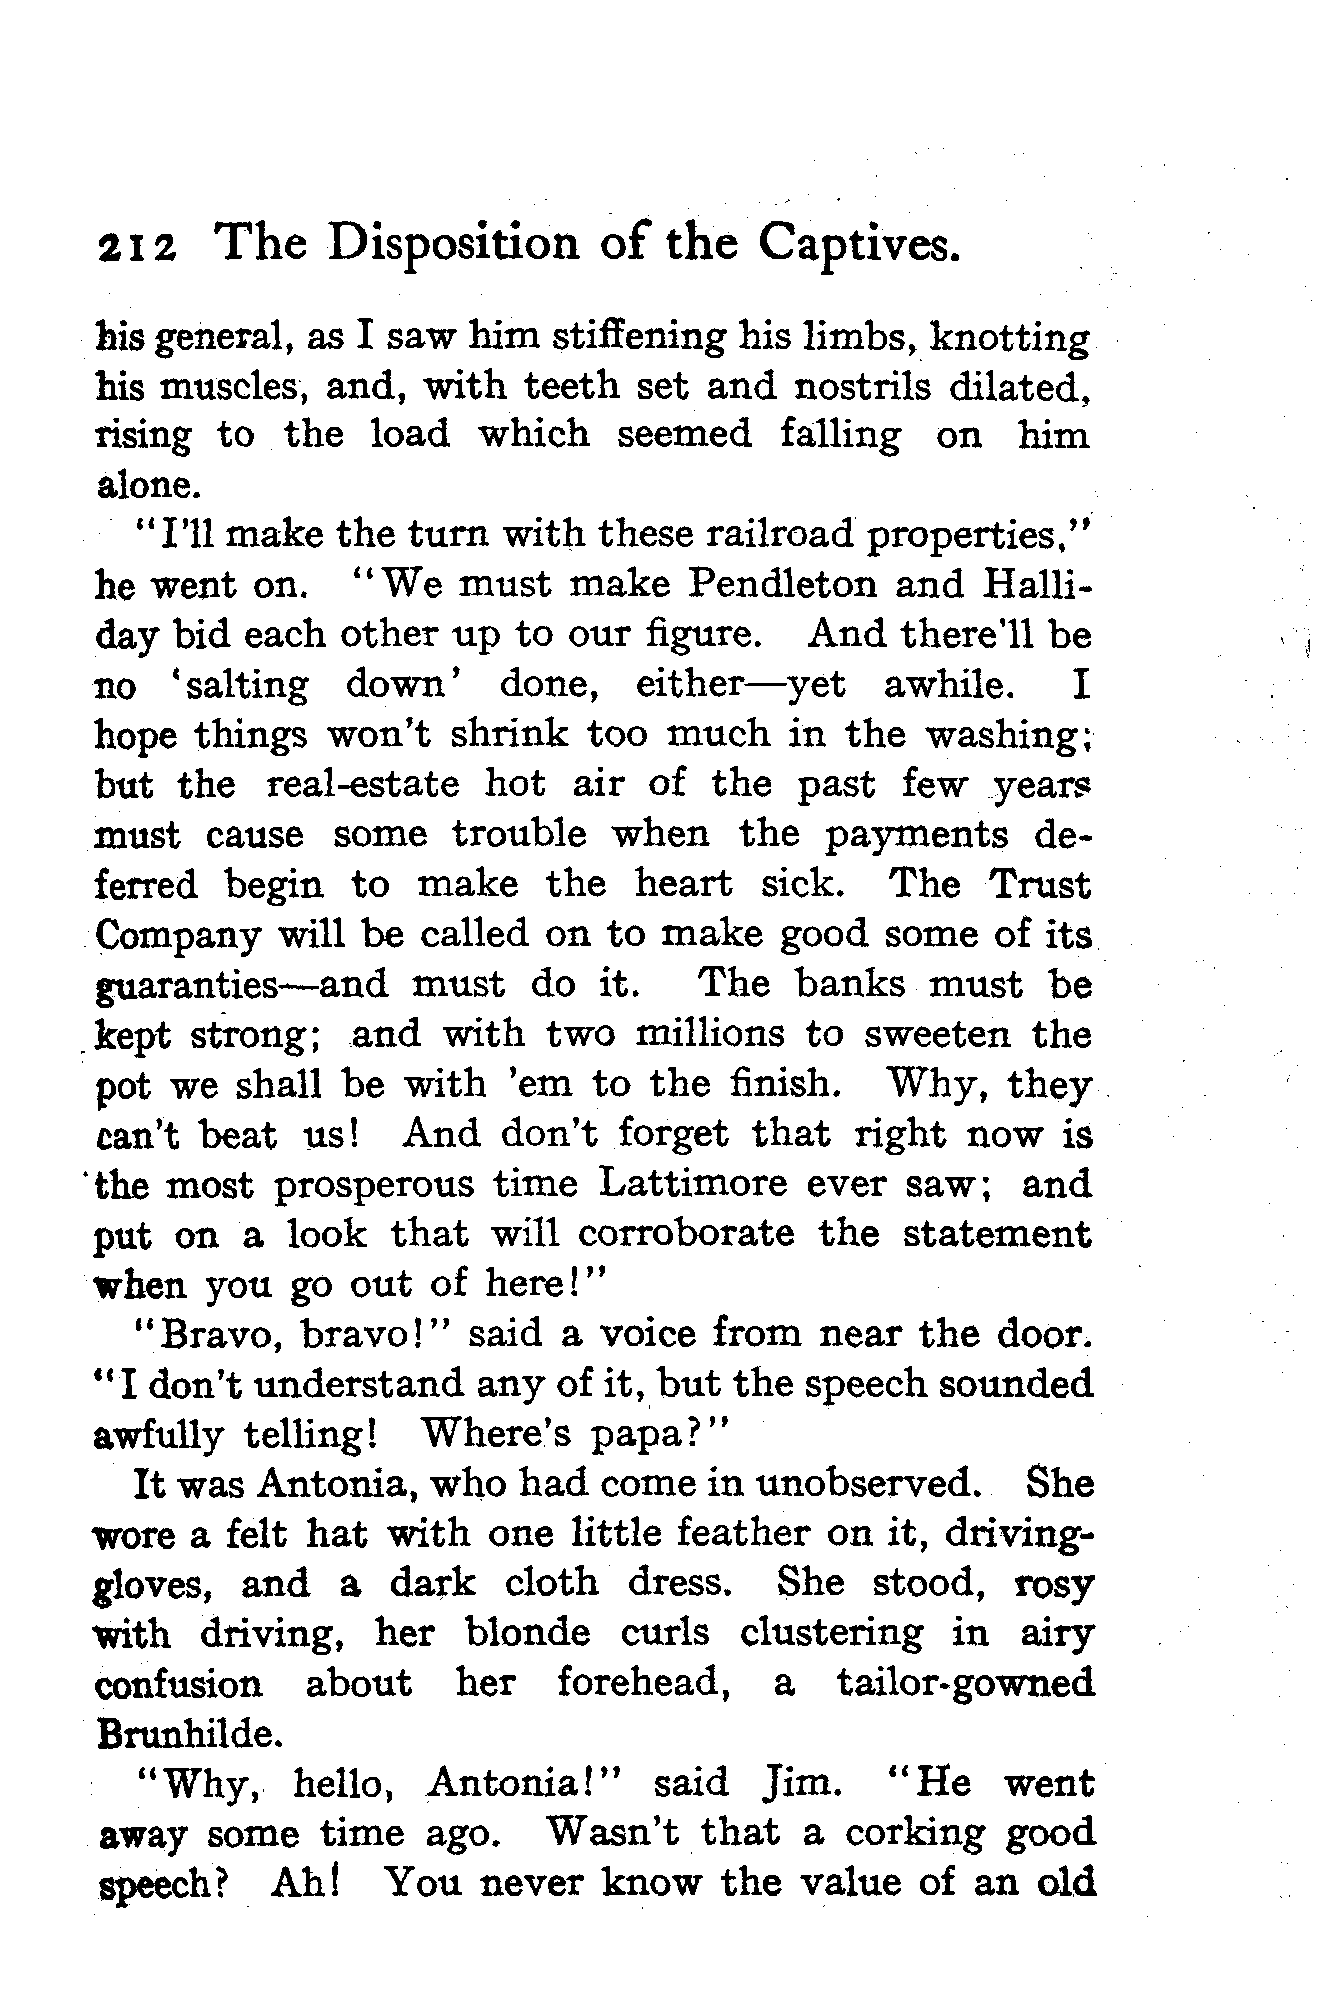 212 The Disposition of the Captives.
his general, as I saw him stiffening his limbs, knotting
his muscles, and, with teeth set and nostrils dilated,
rising to the load which seemed falling on him
alone.
"I'll make the turn with these railroad properties,"
he went on. "We must make Pendleton and Halli-
day bid each other up to our figure. And there'll be
no 'salting down' done, either—yet awhile. I
hope things won't shrink too much in the washing;
but the real-estate hot air of the past few years
must cause some trouble when the payments de-
ferred begin to make the heart sick. The Trust
Company will be called on to make good some of its
guaranties—and must do it. The banks must be
kept strong; and with two millions to sweeten the
pot we shall be with 'em to the finish. Why, they
can't beat us! And don't forget that right now is
the most prosperous time Lattimore ever saw; and
put on a look that will corroborate the statement
when you go out of here!"
"Bravo, bravo!" said a voice from near the door.
"I don't understand any of it, but the speech sounded
awfully telling! Where's papa?"
It was Antonia, who had come in unobserved. She
wore a felt hat with one little feather on it, driving-
gloves, and a dark cloth dress. She stood, rosy
with driving, her blonde curls clustering in airy
confusion about her forehead, a tailor-gowned
Brunhilde.
"Why, hello, Antonia!" said Jim. "He went
away some time ago. Wasn't that a corking good
speech? Ah! You never know the value of an old